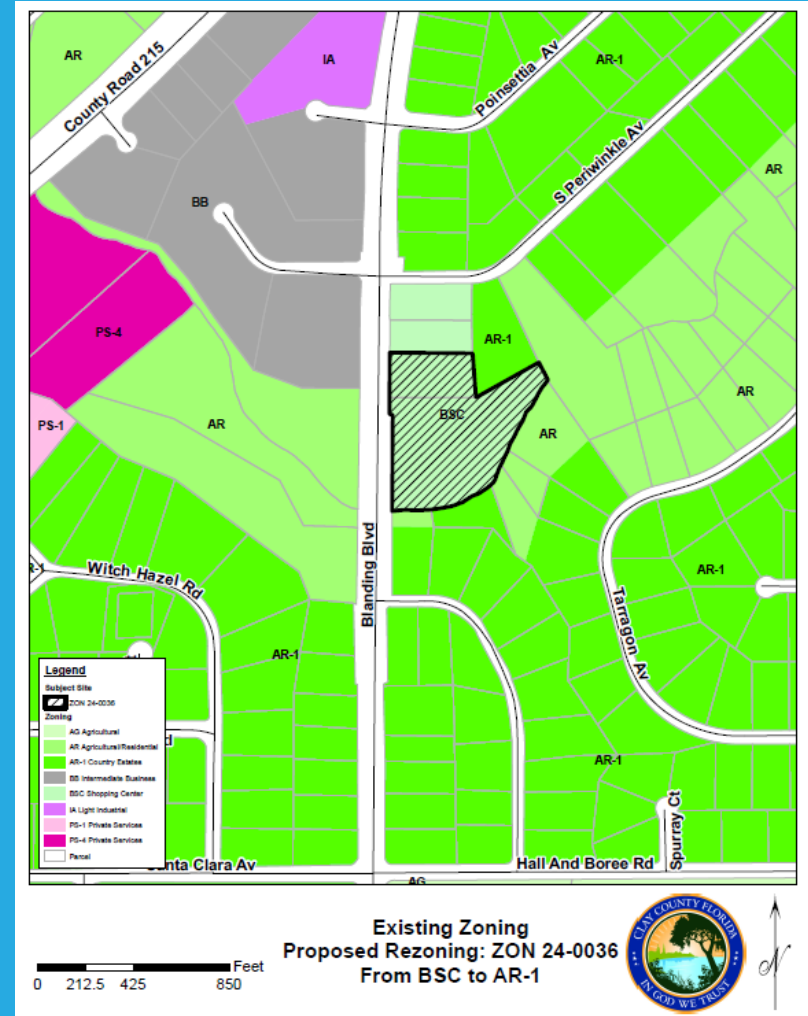 AR
County Road 215
IA
Poinsettia Av
AR-1
S Periwinkle Av
AR
BB
PS-4
AR-1
AR
BSC
AR
AR
PS-1
Blanding Blvd
Witch Hazel Rd
AR-1
Tarragon Av
AR-1
AR-1
Spurray Ct
Legend
Subject Site
ZON 24-0036
Zoning
AG Agricultural
AR Agricultural/Residential
AR-1 Country Estates
BB Intermediate Business
BSC Shopping Center
IA Light Industrial
PS-1 Private Services
PS-4 Private Services
Parcel
d
Clara Av
Hall And Boree Rd
AG
Existing Zoning
Proposed Rezoning: ZON 24-0036
From BSC to AR-1
0 212.5 425 850 Feet
CLAY COUNTY FLORIDA
IN GOD WE TRUST
N